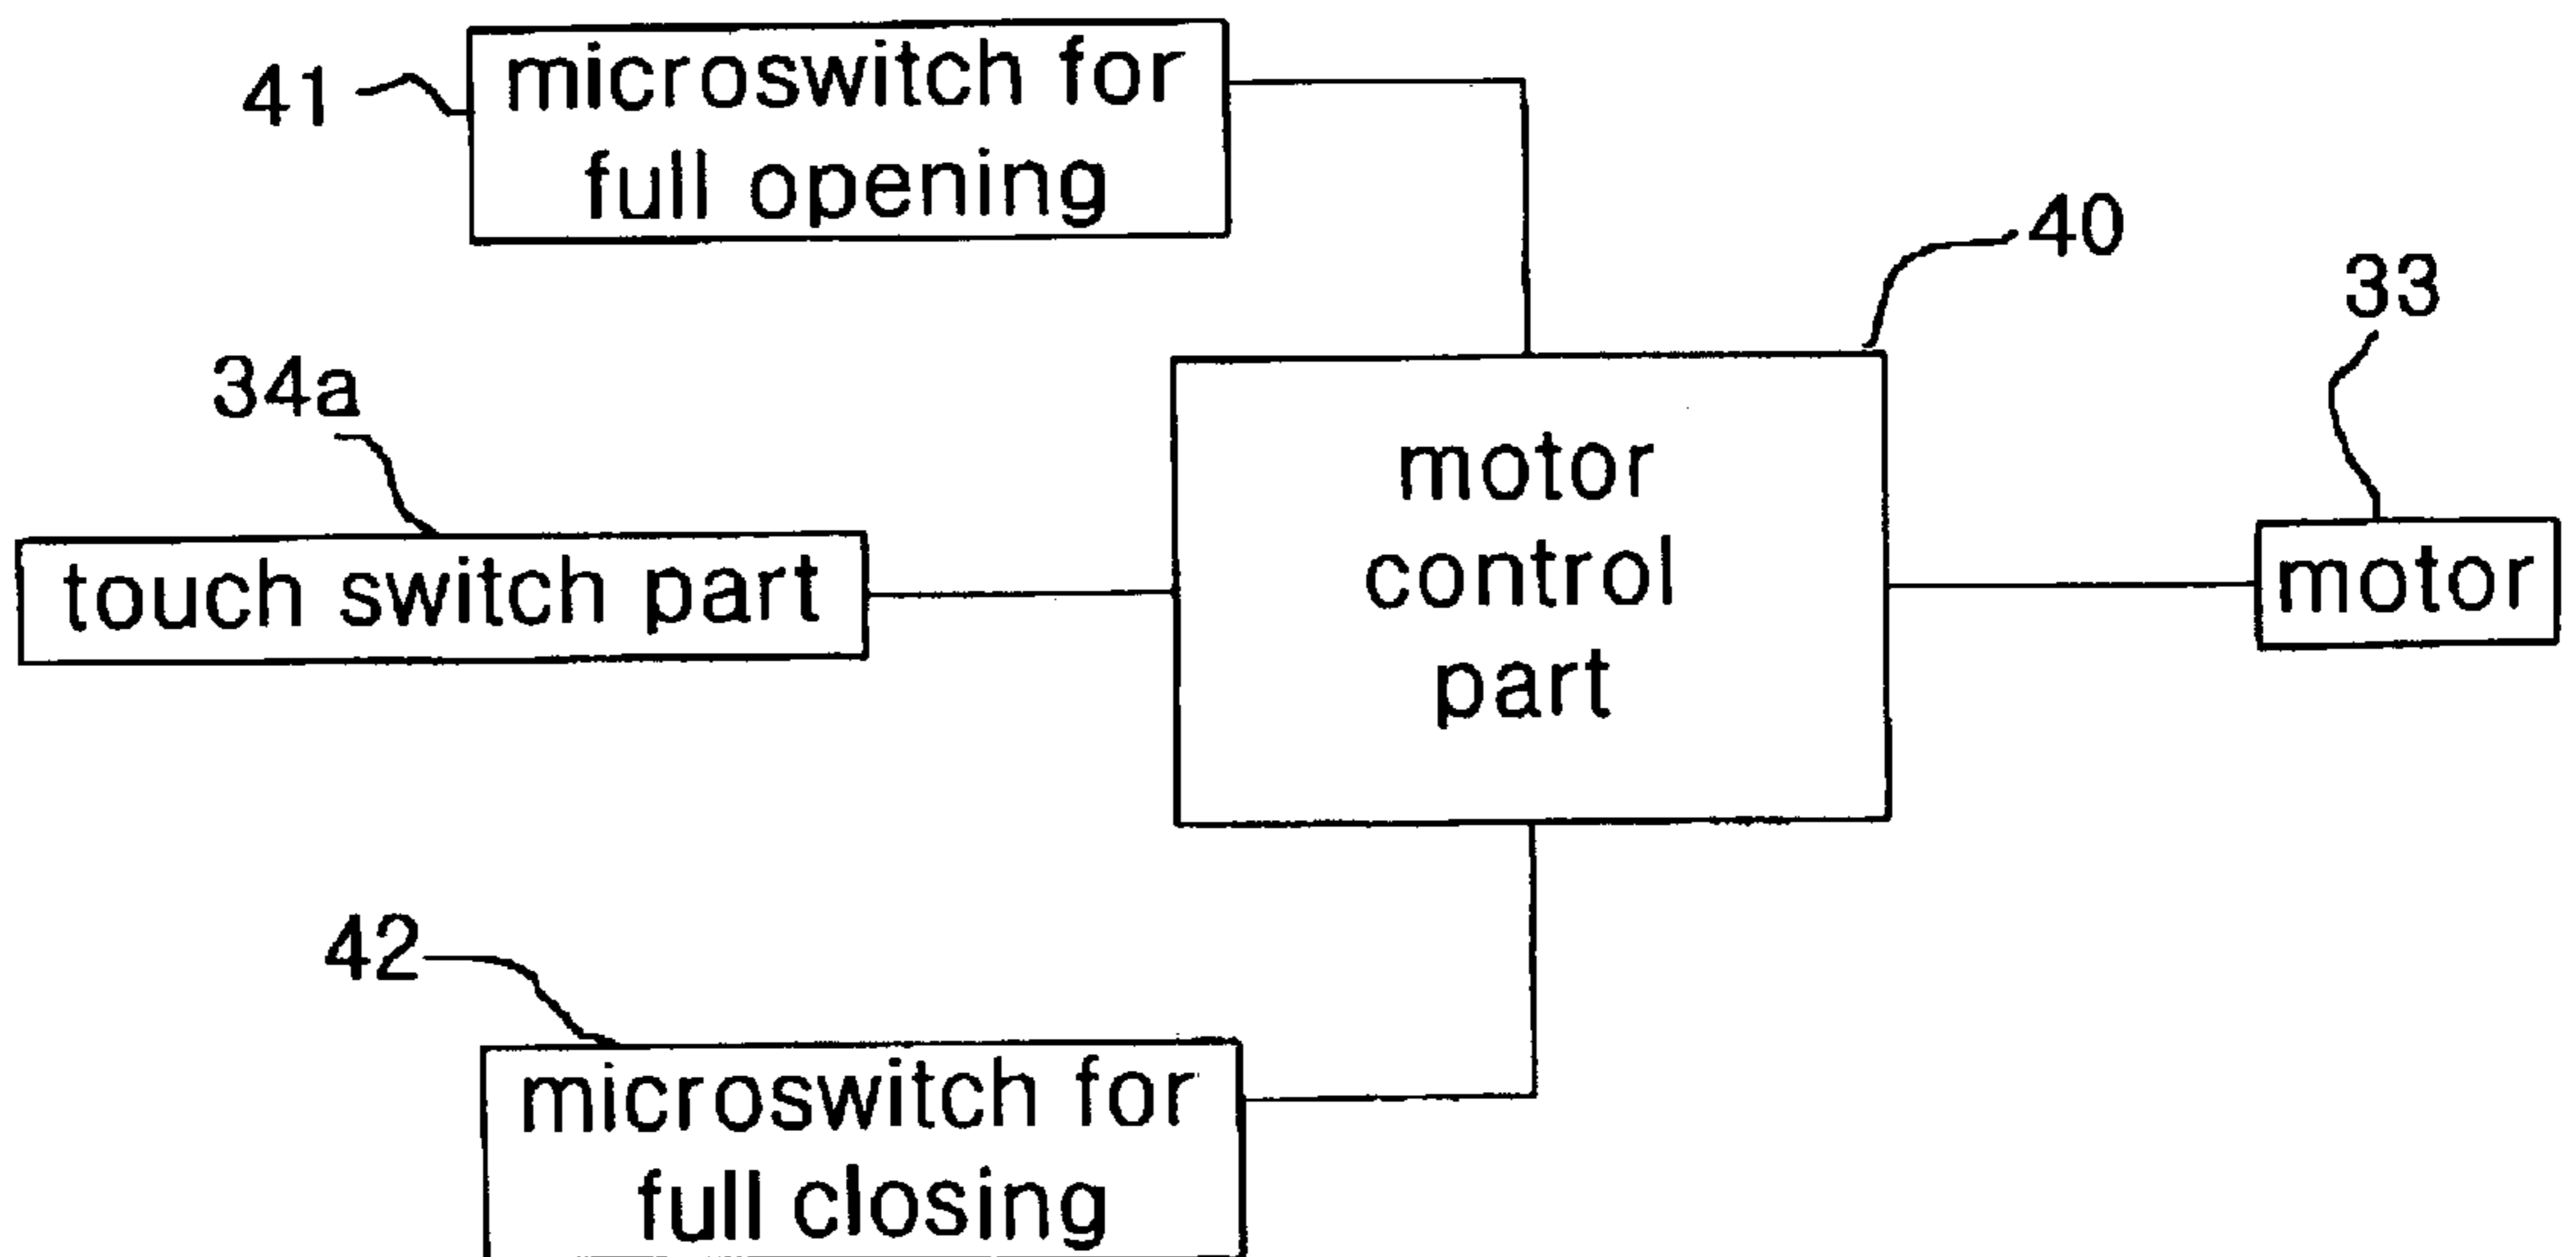 41
microswitch for
full opening
40
33
34a
motor
control
part
touch switch part
motor
42
microswitch for
full closing